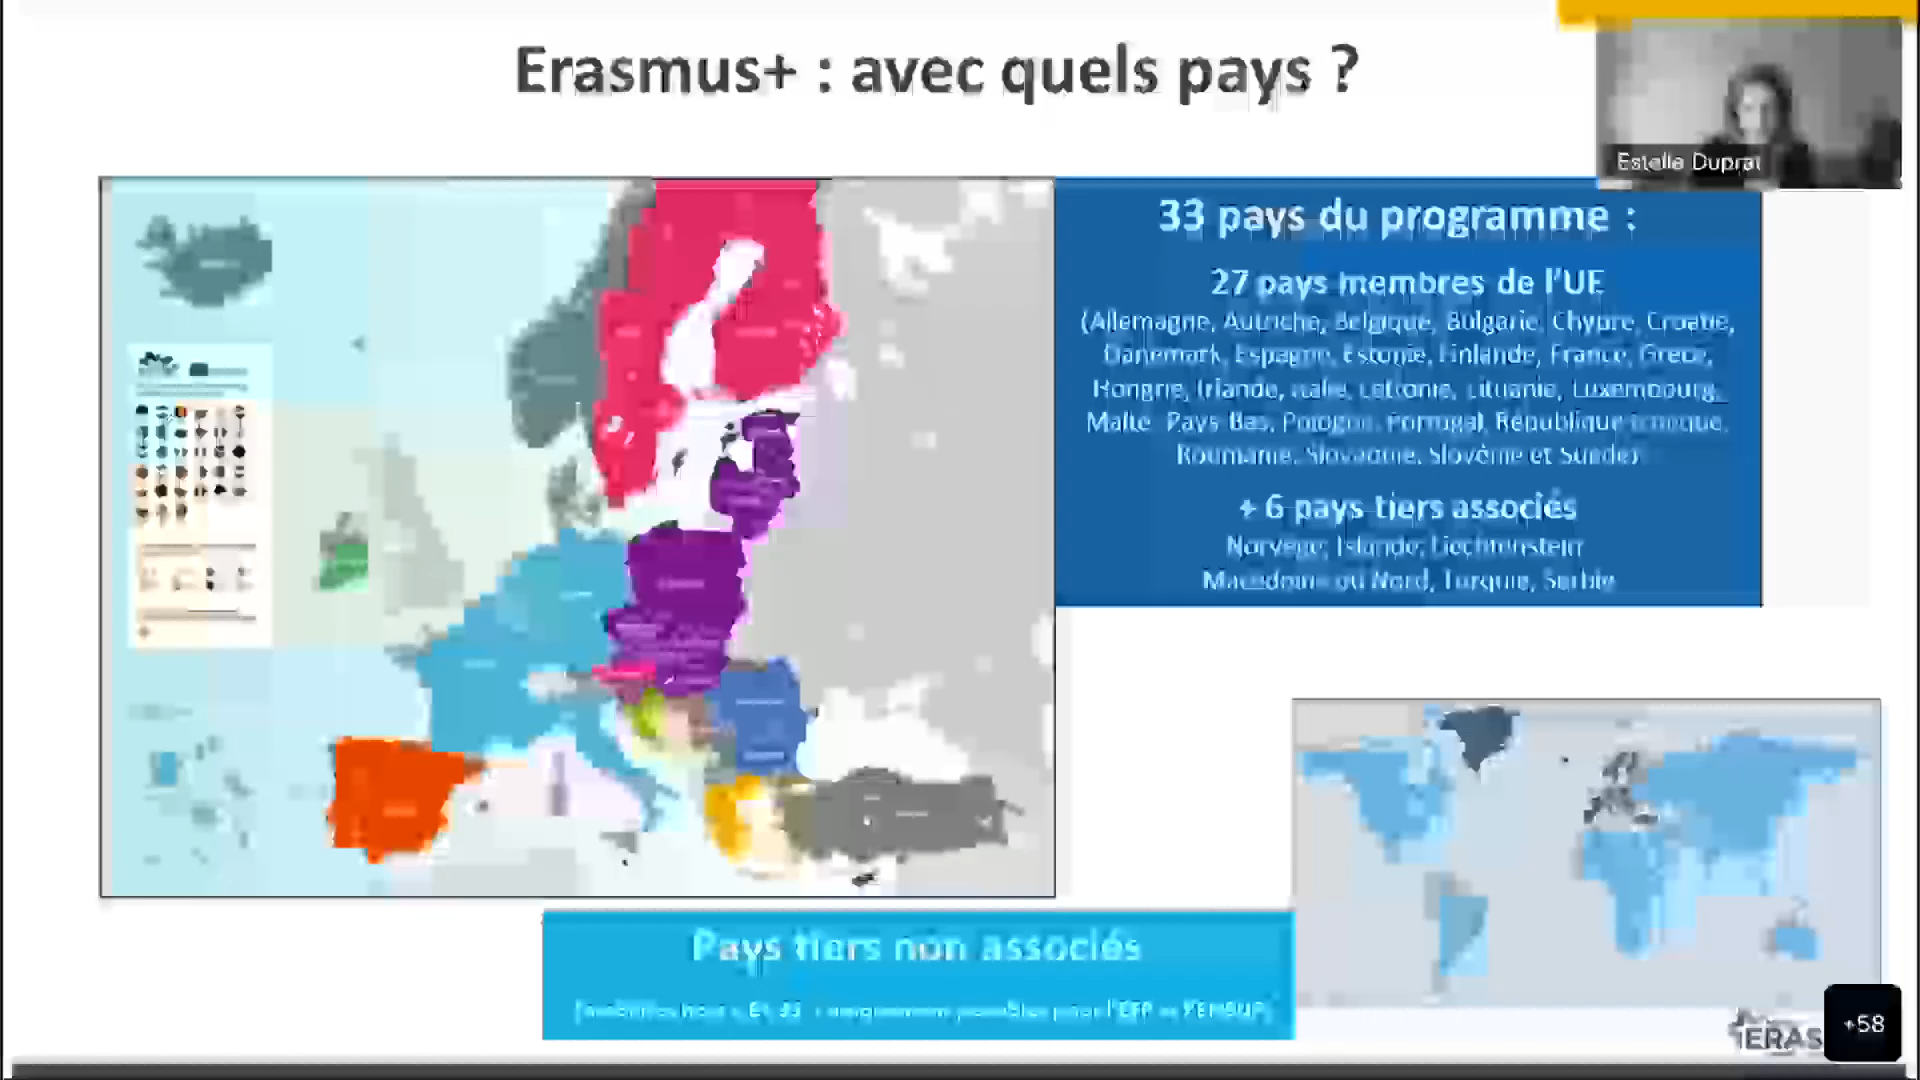 Erasmus+ : avec quels pays ?
Estelle Duprat
33 pays du programme :
27 pays membres de l'UE
(Allemagne, Autriche, Belgique, Bulgarie, Chypre, Croatie,
Danemark, Espagne, Estonie, Finlande, France, Grèce,
Hongrie, Irlande, Italie, Lettonie, Lituanie, Luxembourg,
Malte, Pays Bas, Pologne, Portugal, République tchèque,
Roumanie, Slovaquie, Slovénie et Suède)
+ 6 pays tiers associés
Norvège, Islande, Liechtenstein
Macédoine du Nord, Turquie, Serbie
Pays tiers non associés
ERAS
+58